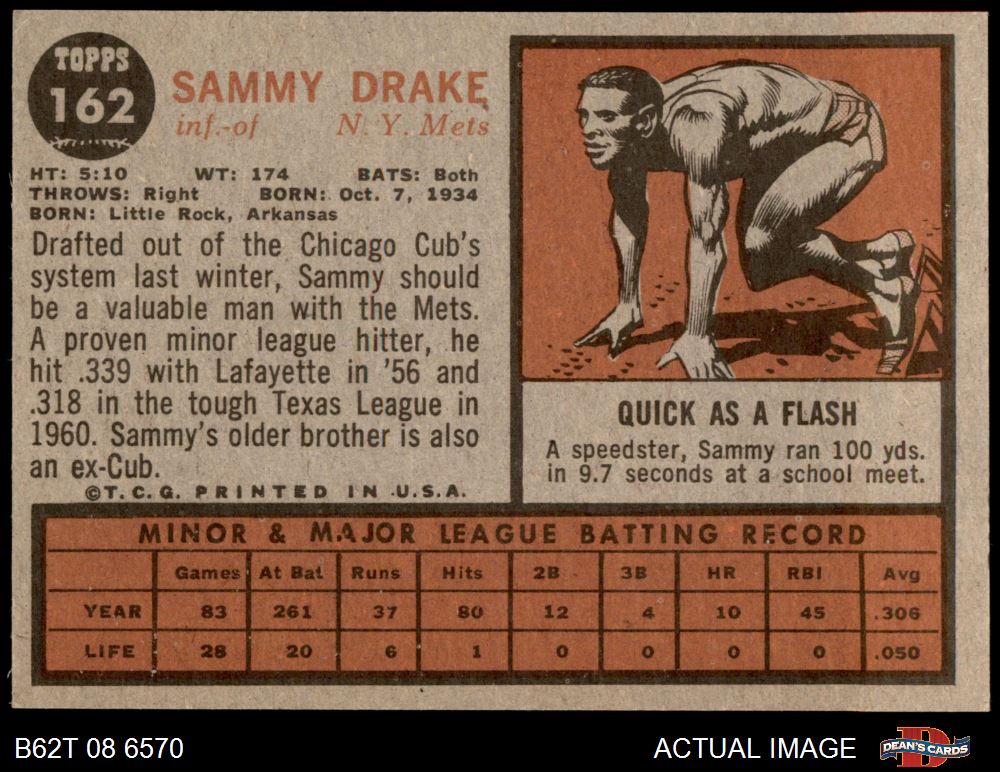 TOPPS
162
SAMMY DRAKE
inf.-of N. Y. Mets
HT: 5:10 WT: 174 BATS: Both
THROWS: Right BORN: Oct. 7, 1934
BORN: Little Rock, Arkansas
Drafted out of the Chicago Cub's
system last winter, Sammy should
be a valuable man with the Mets.
A proven minor league hitter, he
hit .339 with Lafayette in '56 and
.318 in the tough Texas League in
1960. Sammy's older brother is also
an ex-Cub.
©T.C.G. PRINTED IN U.S.A.
QUICK AS A FLASH
A speedster, Sammy ran 100 yds.
in 9.7 seconds at a school meet.
MINOR & MAJOR LEAGUE BATTING RECORD
Games At Bat Runs Hits 2B 3B HR RBI Avg
YEAR 83 261 37 80 12 4 10 45 .306
LIFE 28 20 6 1 0 0 0 0 .050
B62T 08 6570 ACTUAL IMAGE DEAN'S CARDS